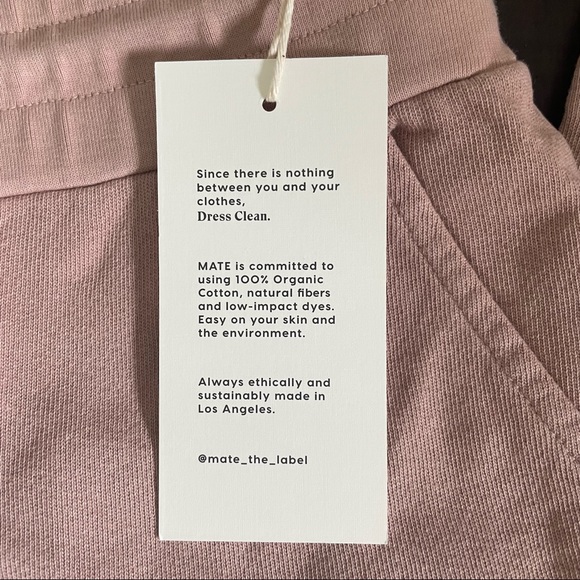 Since there is nothing
between you and your
clothes,
Dress Clean.
MATE is committed to
using 100% Organic
Cotton, natural fibers
and low-impact dyes.
Easy on your skin and
the environment.
Always ethically and
sustainably made in
Los Angeles.
@mate_the_label